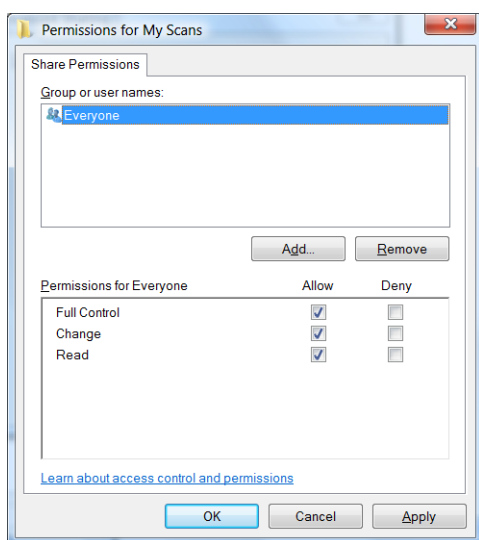 Permissions for My Scans
Share Permissions
Group or user names:
Everyone
Add... Remove
Permissions for Everyone Allow Deny
Full Control
Change
Read
Learn about access control and permissions
OK Cancel Apply